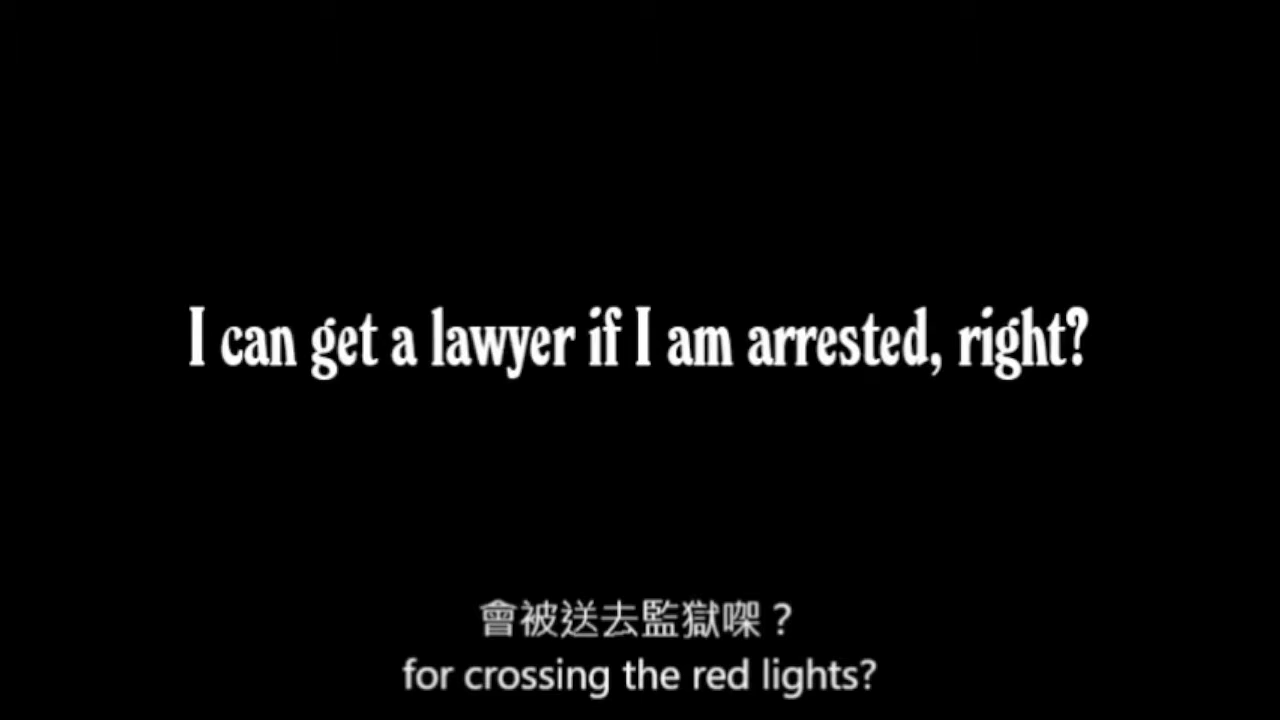 I can get a lawyer if I am arrested, right?
會被送去監獄㗎？
for crossing the red lights?